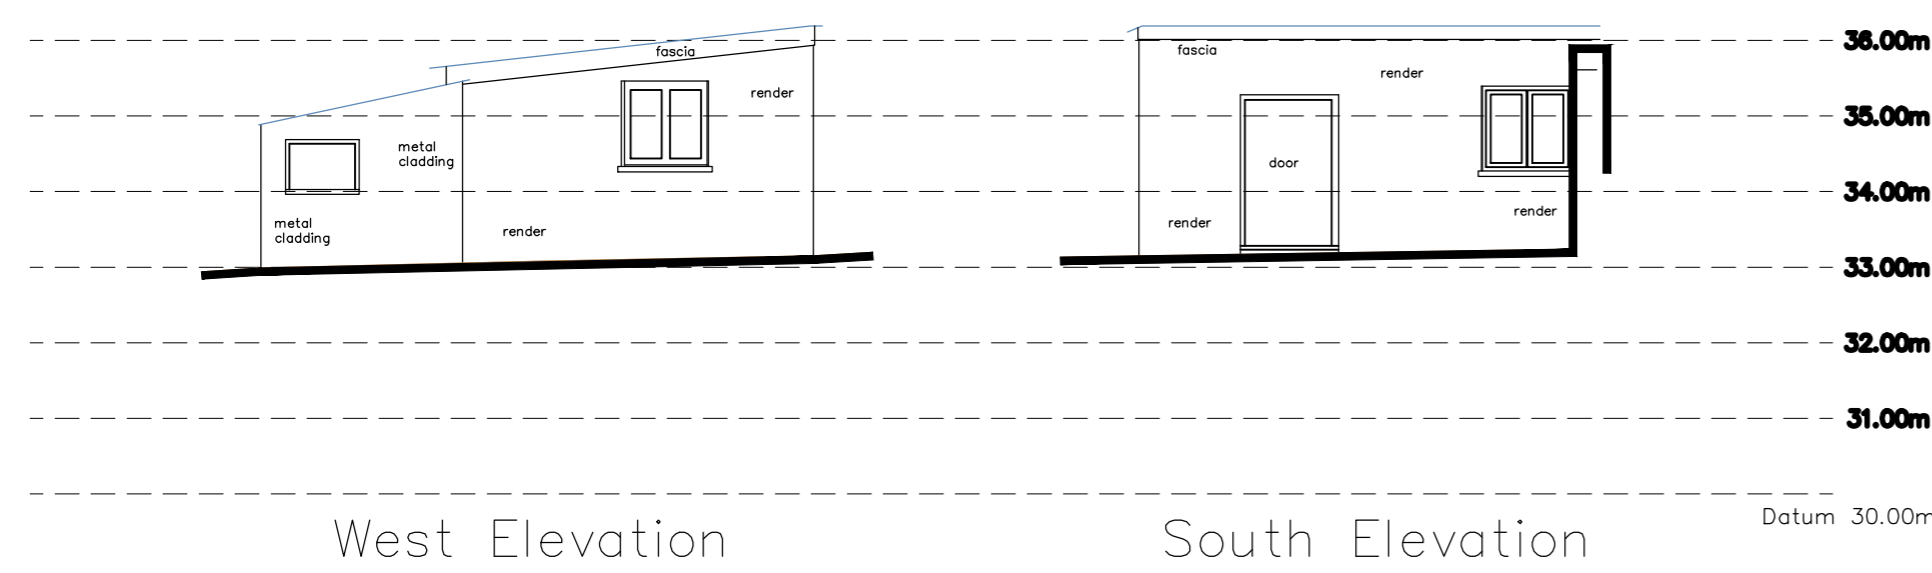 fascia
render
metal
cladding
metal
cladding
render
West Elevation
fascia
render
door
render
render
South Elevation
36.00m
35.00m
34.00m
33.00m
32.00m
31.00m
Datum 30.00m